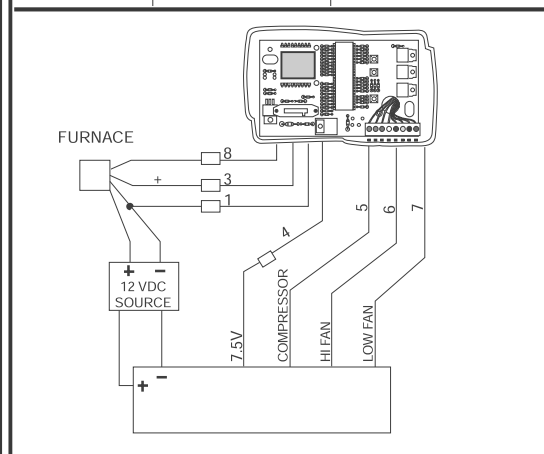 FURNACE
8
+
3
1
4
5
6
7
+ −
12 VDC
SOURCE
7.5V
COMPRESSOR
HI FAN
LOW FAN
+ −